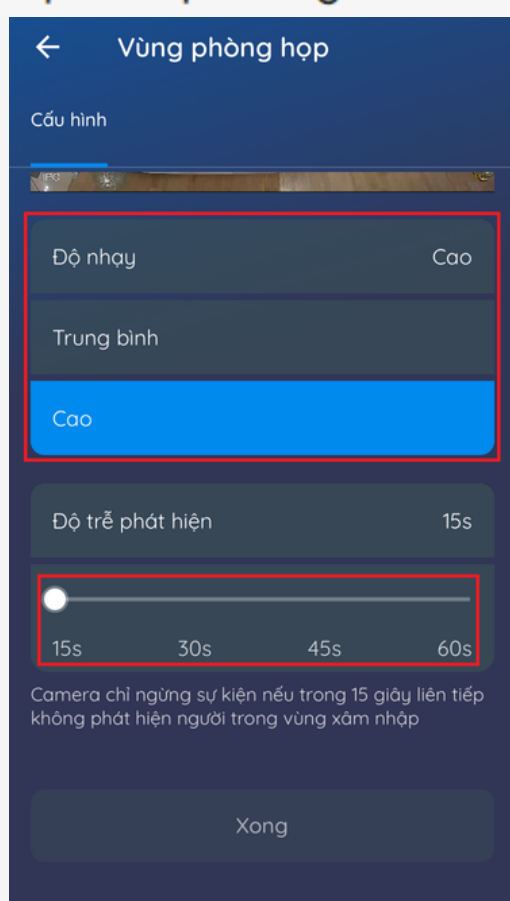 Vùng phòng họp
Cấu hình
Độ nhạy Cao
Trung bình
Cao
Độ trễ phát hiện 15s
15s 30s 45s 60s
Camera chỉ ngừng sự kiện nếu trong 15 giây liên tiếp
không phát hiện người trong vùng xâm nhập
Xong